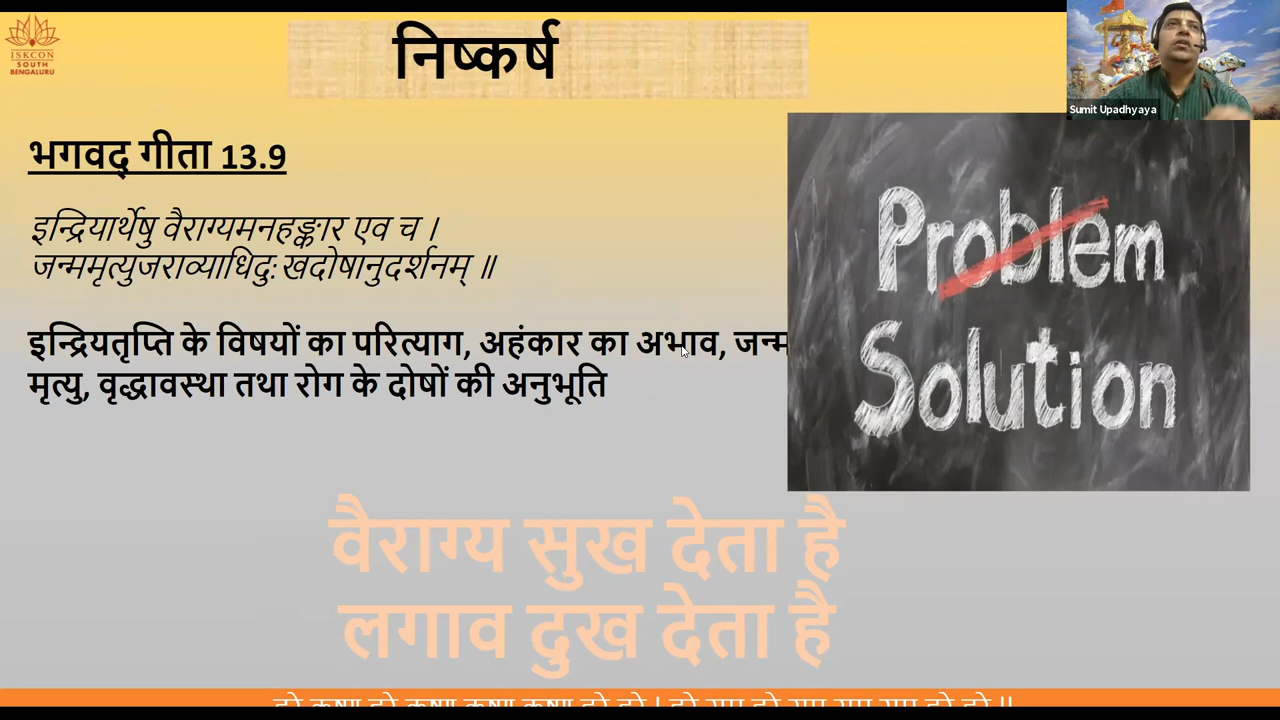 ISKCON
SOUTH
BENGALURU
निष्कर्ष
Sumit Upadhyaya
भगवद् गीता 13.9
इन्द्रियार्थेषु वैराग्यमनहङ्कार एव च ।
जन्ममृत्युजराव्याधिदु:खदोषानुदर्शनम् ॥
इन्द्रियतृप्ति के विषयों का परित्याग, अहंकार का अभाव, जन्म
मृत्यु, वृद्धावस्था तथा रोग के दोषों की अनुभूति
Problem
Solution
वैराग्य सुख देता है
लगाव दुख देता है